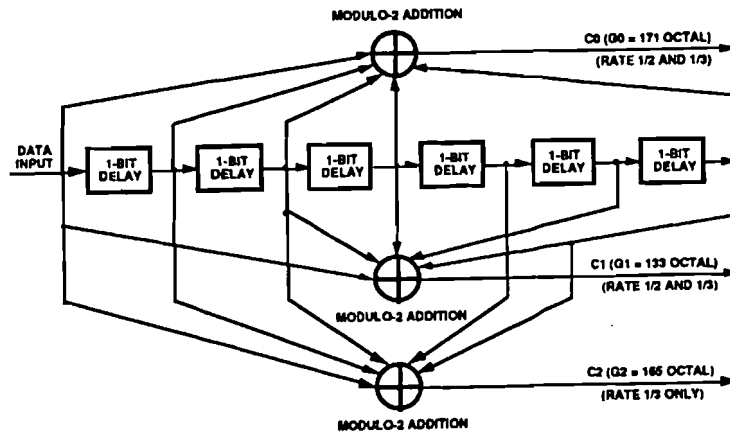 MODULO-2 ADDITION
C0 (G0 = 171 OCTAL)
(RATE 1/2 AND 1/3)
DATA
INPUT
1-BIT
DELAY
1-BIT
DELAY
1-BIT
DELAY
1-BIT
DELAY
1-BIT
DELAY
1-BIT
DELAY
C1 (G1 = 133 OCTAL)
(RATE 1/2 AND 1/3)
MODULO-2 ADDITION
C2 (G2 = 165 OCTAL)
(RATE 1/3 ONLY)
MODULO-2 ADDITION